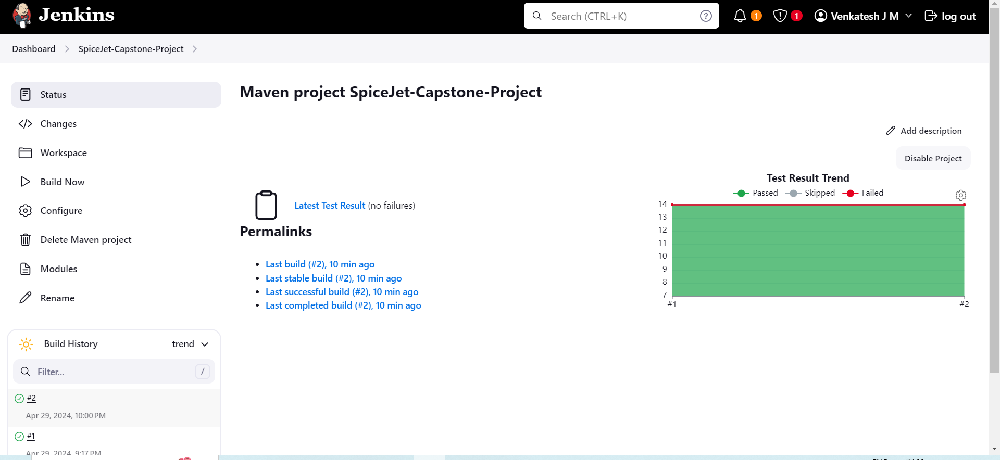 Jenkins
Search (CTRL+K)
?
1
1
Venkatesh J M
log out
Dashboard
SpiceJet-Capstone-Project
Status
Changes
Workspace
Build Now
Configure
Delete Maven project
Modules
Rename
Build History
trend
Filter...
/
#2
Apr 29, 2024, 10:00 PM
#1
Apr 29, 2024, 9:17 PM
Maven project SpiceJet-Capstone-Project
Add description
Disable Project
Latest Test Result (no failures)
Permalinks
Last build (#2), 10 min ago
Last stable build (#2), 10 min ago
Last successful build (#2), 10 min ago
Last completed build (#2), 10 min ago
Test Result Trend
Passed Skipped Failed
14
13
12
11
10
9
8
7
#1 #2